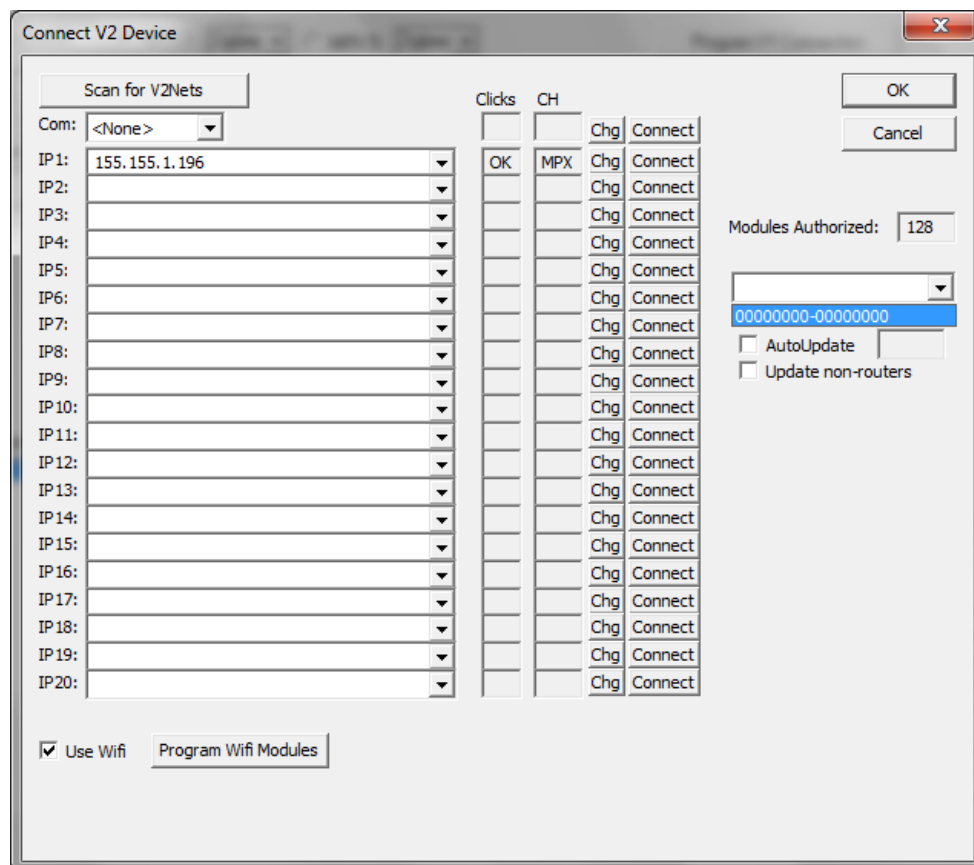 Connect V2 Device
Scan for V2Nets
Clicks CH
OK
Com: <None> Chg Connect
Cancel
IP1: 155.155.1.196 OK MPX Chg Connect
IP2: Chg Connect
IP3: Chg Connect
Modules Authorized: 128
IP4: Chg Connect
IP5: Chg Connect
IP6: Chg Connect
IP7: Chg Connect
00000000-00000000
IP8: Chg Connect
AutoUpdate
IP9: Chg Connect
Update non-routers
IP10: Chg Connect
IP11: Chg Connect
IP12: Chg Connect
IP13: Chg Connect
IP14: Chg Connect
IP15: Chg Connect
IP16: Chg Connect
IP17: Chg Connect
IP18: Chg Connect
IP19: Chg Connect
IP20: Chg Connect
Use Wifi Program Wifi Modules